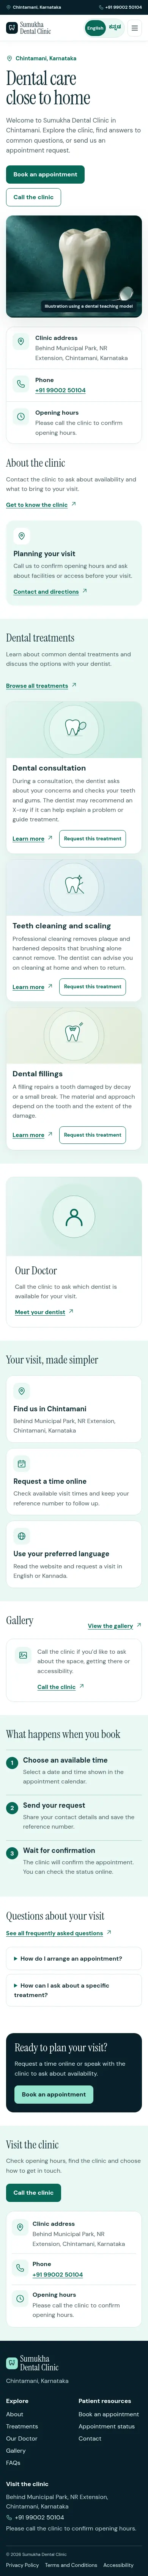 Chintamani, Karnataka
+91 99002 50104
Sumukha
Dental Clinic
English
ಕನ್ನಡ
Chintamani, Karnataka
Dental care
close to home
Welcome to Sumukha Dental Clinic in
Chintamani. Explore the clinic, find answers to
common questions, or send us an
appointment request.
Book an appointment
Call the clinic
Illustration using a dental teaching model
Clinic address
Behind Municipal Park, NR
Extension, Chintamani, Karnataka
Phone
+91 99002 50104
Opening hours
Please call the clinic to confirm
opening hours.
About the clinic
Contact the clinic to ask about availability and
what to bring to your visit.
Get to know the clinic
Planning your visit
Call us to confirm opening hours and ask
about facilities or access before your visit.
Contact and directions
Dental treatments
Learn about common dental treatments and
discuss the options with your dentist.
Browse all treatments
Dental consultation
During a consultation, the dentist asks
about your concerns and checks your teeth
and gums. The dentist may recommend an
X-ray if it can help explain a problem or
guide treatment.
Learn more
Request this treatment
Teeth cleaning and scaling
Professional cleaning removes plaque and
hardened deposits that brushing alone
cannot remove. The dentist can advise you
on cleaning at home and when to return.
Learn more
Request this treatment
Dental fillings
A filling repairs a tooth damaged by decay
or a small break. The material and approach
depend on the tooth and the extent of
damage.
Learn more
Request this treatment
Our Doctor
Call the clinic to ask which dentist is
available for your visit.
Meet your dentist
Your visit, made simpler
Find us in Chintamani
Behind Municipal Park, NR Extension,
Chintamani, Karnataka
Request a time online
Check available visit times and keep your
reference number to follow up.
Use your preferred language
Read the website and request a visit in
English or Kannada.
Gallery
View the gallery
Call the clinic if you'd like to ask
about the space, getting there or
accessibility.
Call the clinic
What happens when you book
1
Choose an available time
Select a date and time shown in the
appointment calendar.
2
Send your request
Share your contact details and save the
reference number.
3
Wait for confirmation
The clinic will confirm the appointment.
You can check the status online.
Questions about your visit
See all frequently asked questions
How do I arrange an appointment?
How can I ask about a specific
treatment?
Ready to plan your visit?
Request a time online or speak with the
clinic to ask about availability.
Book an appointment
Visit the clinic
Check opening hours, find the clinic and choose
how to get in touch.
Call the clinic
Clinic address
Behind Municipal Park, NR
Extension, Chintamani, Karnataka
Phone
+91 99002 50104
Opening hours
Please call the clinic to confirm
opening hours.
Sumukha
Dental Clinic
Chintamani, Karnataka
Explore
About
Treatments
Our Doctor
Gallery
FAQs
Patient resources
Book an appointment
Appointment status
Contact
Visit the clinic
Behind Municipal Park, NR Extension,
Chintamani, Karnataka
+91 99002 50104
Please call the clinic to confirm opening hours.
© 2026 Sumukha Dental Clinic
Privacy Policy
Terms and Conditions
Accessibility